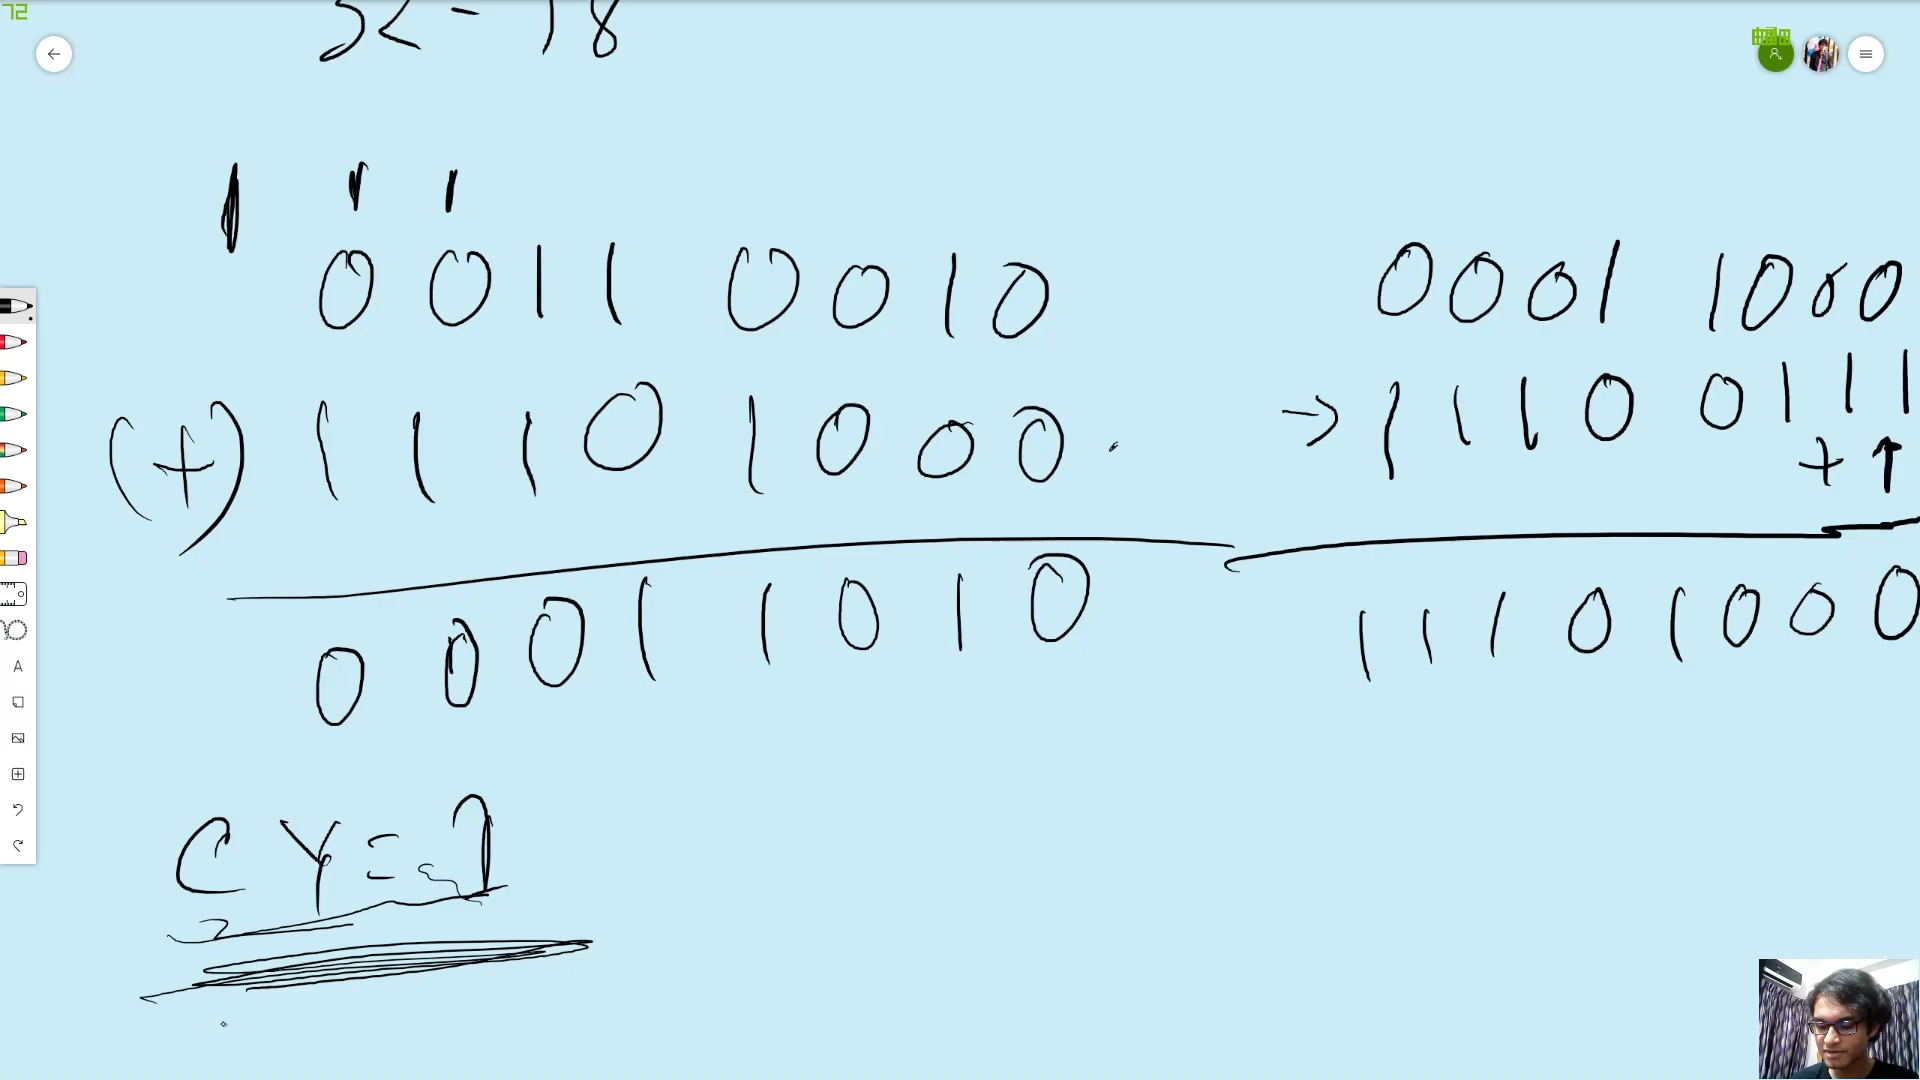 72
32 - 18
1 1 1
0 0 1 1 0 0 1 0
(+) 1 1 1 0 1 0 0 0
0 0 0 1 1 0 1 0
0 0 0 1 1 0 0 0
→ 1 1 1 0 0 1 1 1
+ 1
1 1 1 0 1 0 0 0
CY = 1
A